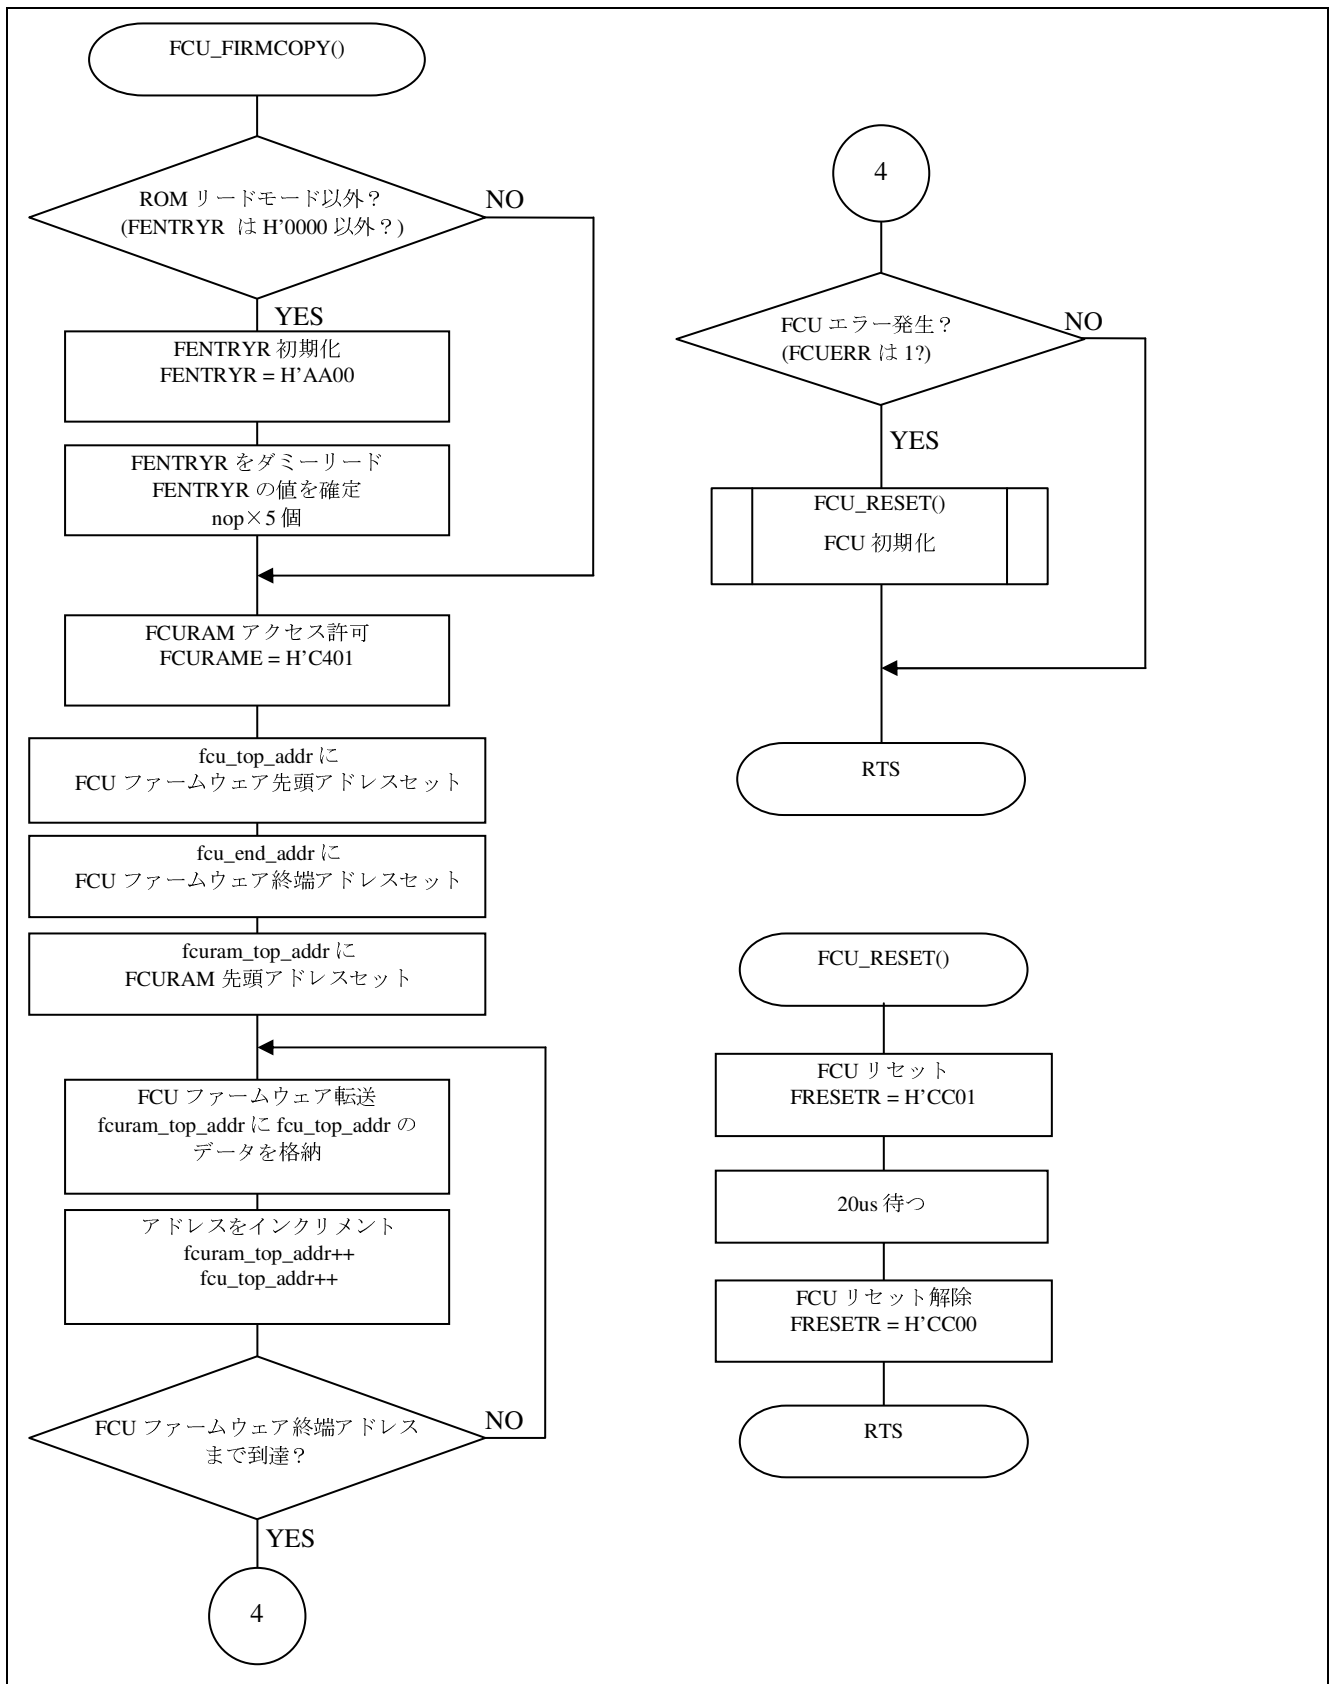 FCU_FIRMCOPY()
ROM リードモード以外？
(FENTRYR は H’0000 以外？)
NO
YES
FENTRYR 初期化
FENTRYR = H’AA00
FENTRYR をダミーリード
FENTRYR の値を確定
nop×5 個
FCURAM アクセス許可
FCURAME = H’C401
fcu_top_addr に
FCU ファームウェア先頭アドレスセット
fcu_end_addr に
FCU ファームウェア終端アドレスセット
fcuram_top_addr に
FCURAM 先頭アドレスセット
FCU ファームウェア転送
fcuram_top_addr に fcu_top_addr の
データを格納
アドレスをインクリメント
fcuram_top_addr++
fcu_top_addr++
FCU ファームウェア終端アドレス
まで到達？
NO
YES
4
4
FCU エラー発生？
(FCUERR は 1?)
NO
YES
FCU_RESET()
FCU 初期化
RTS
FCU_RESET()
FCU リセット
FRESETR = H’CC01
20us 待つ
FCU リセット解除
FRESETR = H’CC00
RTS